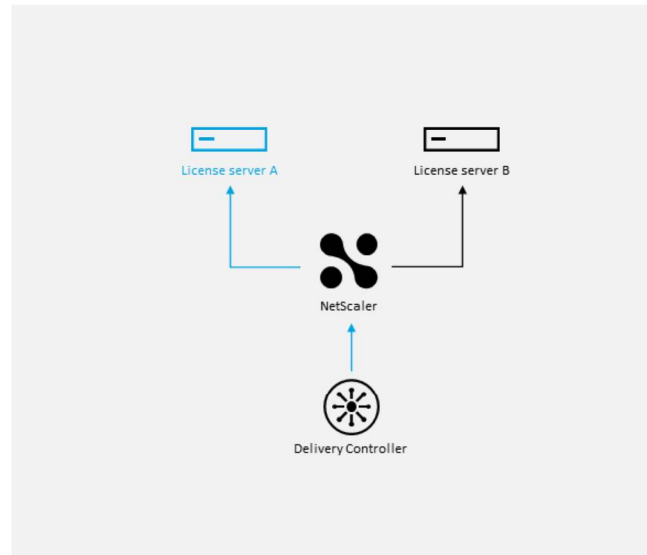 License server A
License server B
NetScaler
Delivery Controller